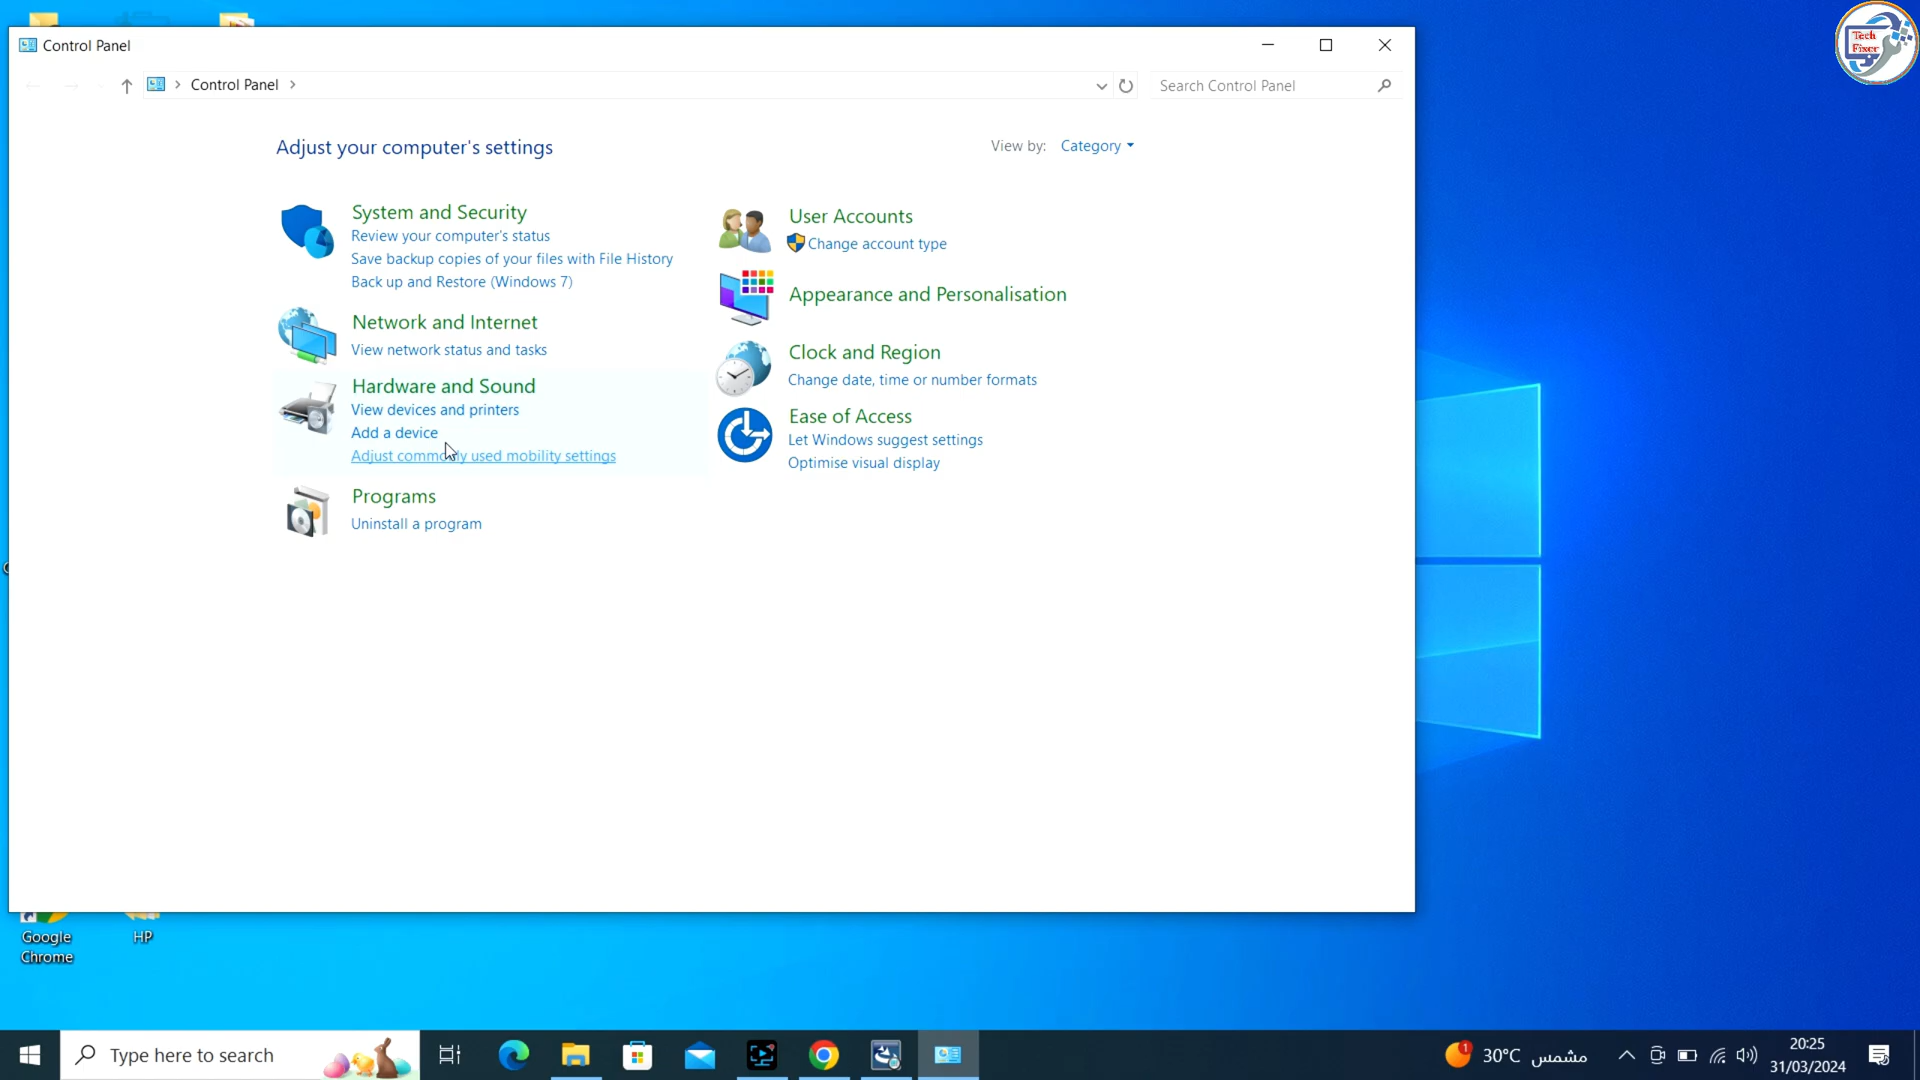 Control Panel
Tech
Fixer
Control Panel
Search Control Panel
Adjust your computer's settings
View by: Category
System and Security
Review your computer's status
Save backup copies of your files with File History
Back up and Restore (Windows 7)
Network and Internet
View network status and tasks
Hardware and Sound
View devices and printers
Add a device
Adjust commonly used mobility settings
Programs
Uninstall a program
User Accounts
Change account type
Appearance and Personalisation
Clock and Region
Change date, time or number formats
Ease of Access
Let Windows suggest settings
Optimise visual display
Google
Chrome
HP
Type here to search
1
30°C مشمس
20:25
31/03/2024